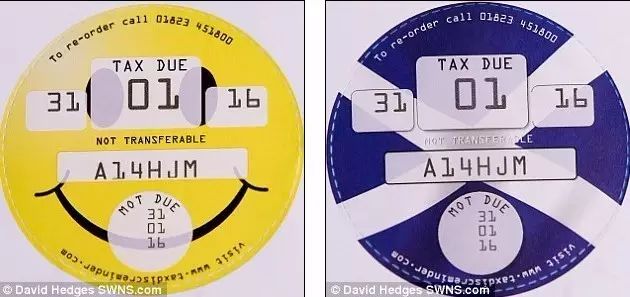 To re-order call 01823 451800
TAX DUE
31 01 16
NOT TRANSFERABLE
A14HJM
MOT DUE
31
01
16
visit www.taxdiscreminder.com
© David Hedges SWNS.com
To re-order call 01823 451800
TAX DUE
31 01 16
NOT TRANSFERABLE
A14HJM
MOT DUE
31
01
16
visit www.taxdiscreminder.com
© David Hedges SWNS.com